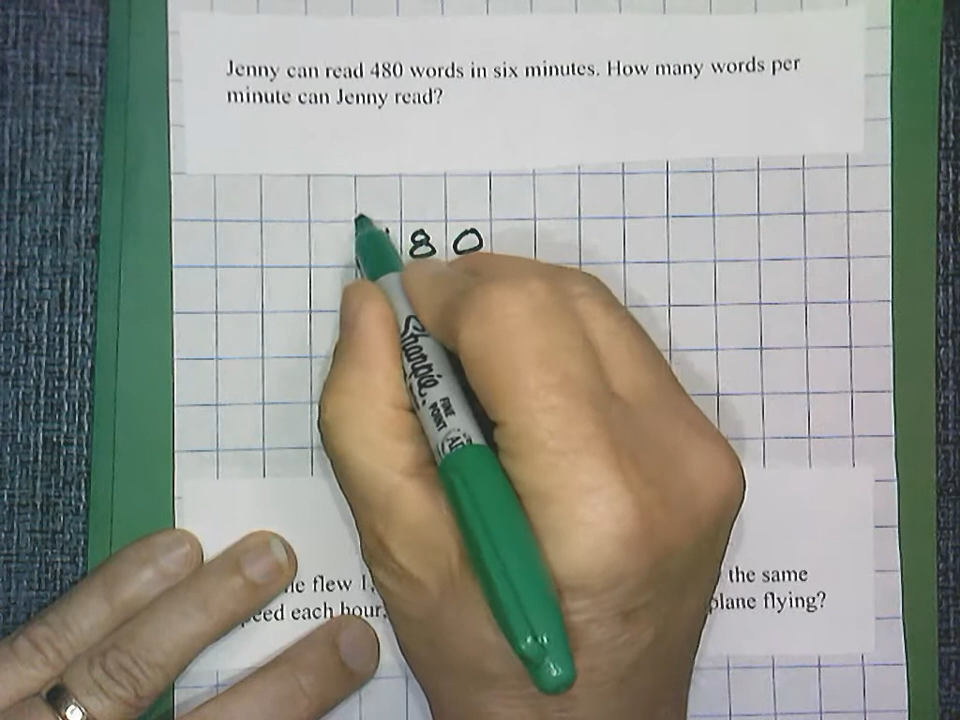 Jenny can read 480 words in six minutes. How many words per
minute can Jenny read?
80
Sharpie.
FINE
POINT
flew the same
each hour, plane flying?